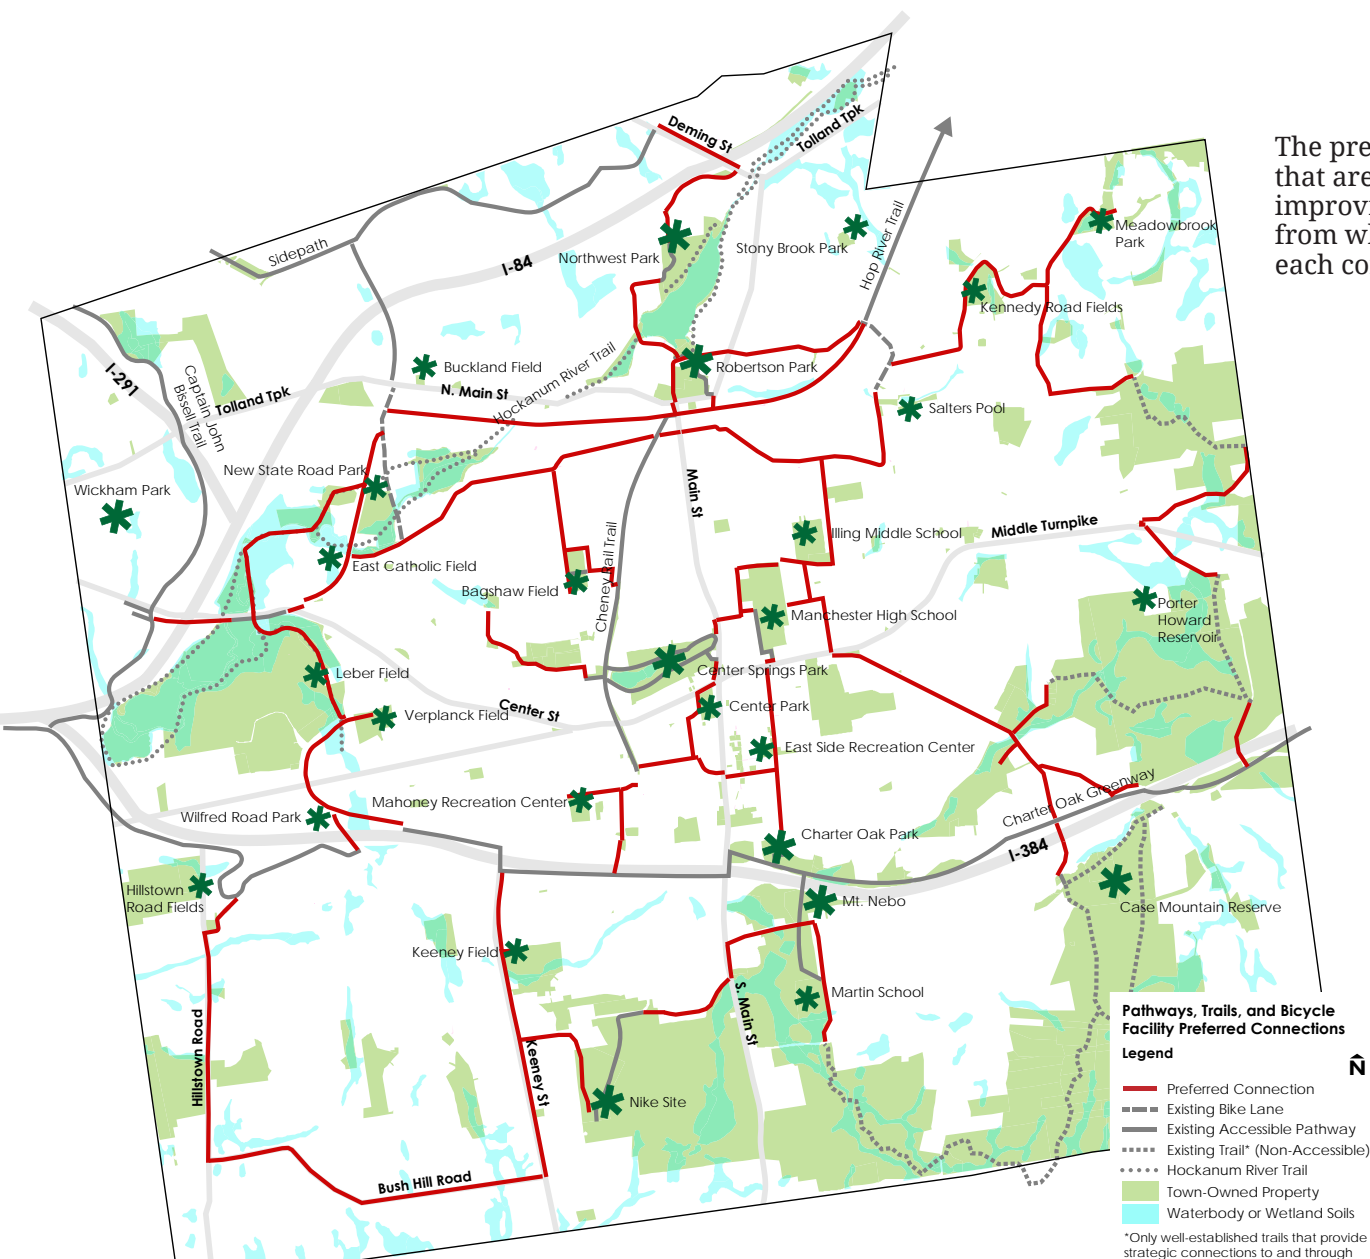 Deming St
Tolland Tpk
The pre
that are
improvi
from wh
each co
Sidepath
I-84
Northwest Park
Stony Brook Park
Hop River Trail
Meadowbrook
Park
Kennedy Road Fields
I-291
Captain John
Bissell Trail
Tolland Tpk
Buckland Field
N. Main St
Hockanum River Trail
Robertson Park
Salters Pool
New State Road Park
Wickham Park
Main St
Illing Middle School
Middle Turnpike
East Catholic Field
Bagshaw Field
Cheney Rail Trail
Manchester High School
Porter
Howard
Reservoir
Leber Field
Center Springs Park
Verplanck Field
Center St
Center Park
East Side Recreation Center
Mahoney Recreation Center
Wilfred Road Park
Charter Oak Greenway
Charter Oak Park
I-384
Hillstown
Road Fields
Mt. Nebo
Case Mountain Reserve
Keeney Field
Martin School
S. Main St
Hillstown Road
Keeney St
Nike Site
Bush Hill Road
Pathways, Trails, and Bicycle
Facility Preferred Connections
Legend
N
Preferred Connection
Existing Bike Lane
Existing Accessible Pathway
Existing Trail* (Non-Accessible)
Hockanum River Trail
Town-Owned Property
Waterbody or Wetland Soils
*Only well-established trails that provide
strategic connections to and through